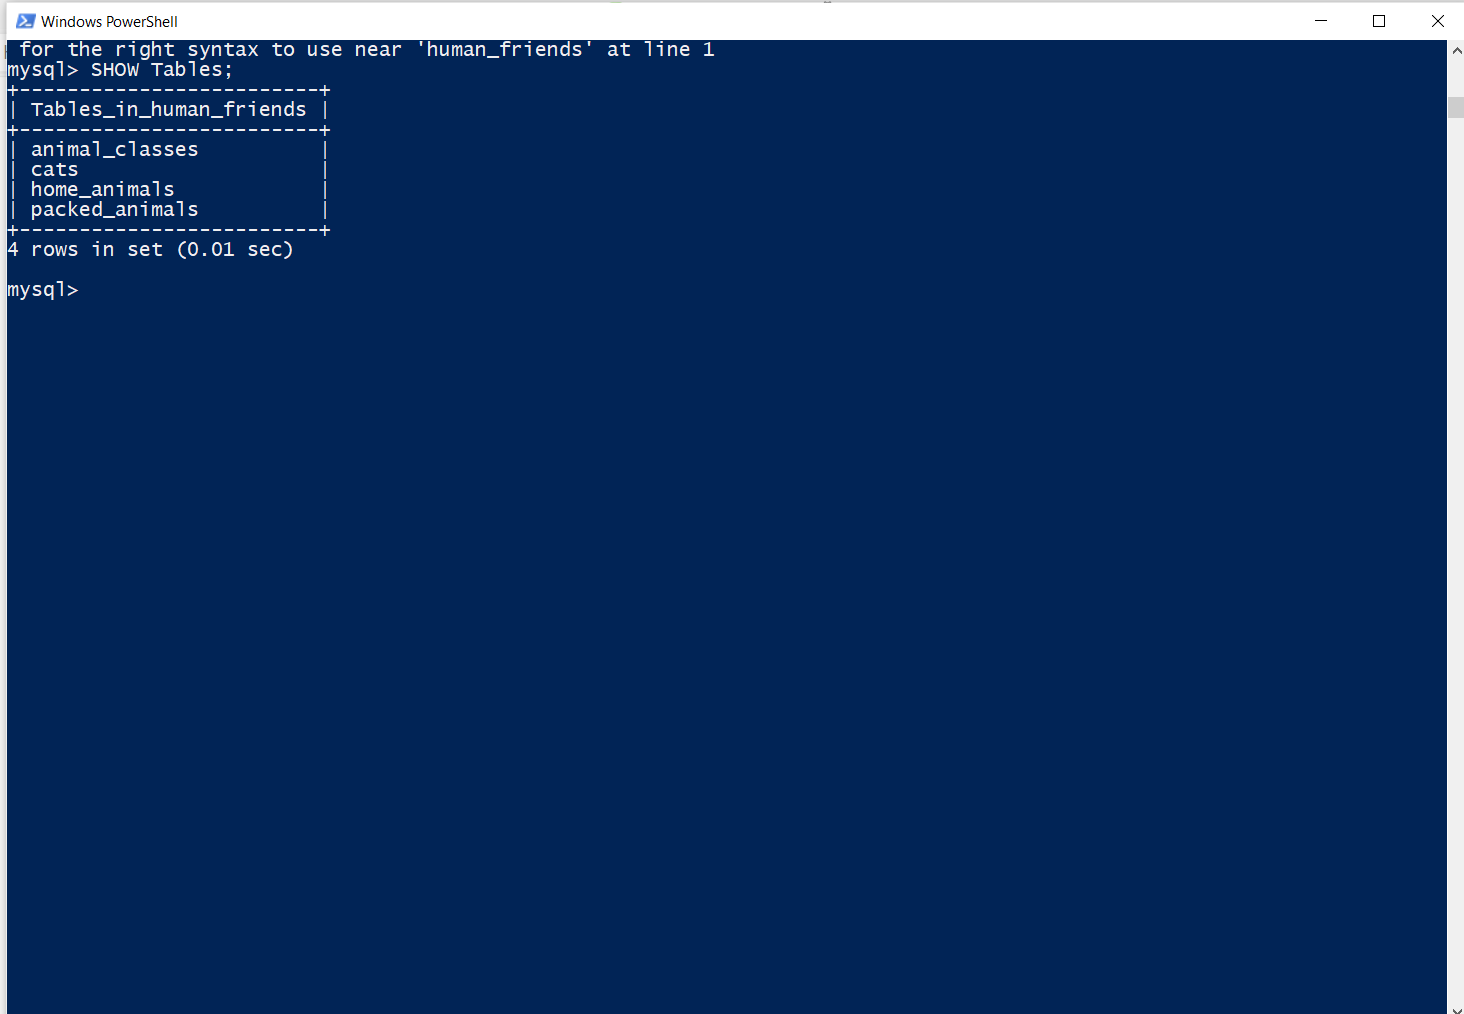 Windows PowerShell
for the right syntax to use near 'human_friends' at line 1
mysql> SHOW Tables;
+-------------------------+
| Tables_in_human_friends |
+-------------------------+
| animal_classes          |
| cats                    |
| home_animals            |
| packed_animals          |
+-------------------------+
4 rows in set (0.01 sec)
mysql>